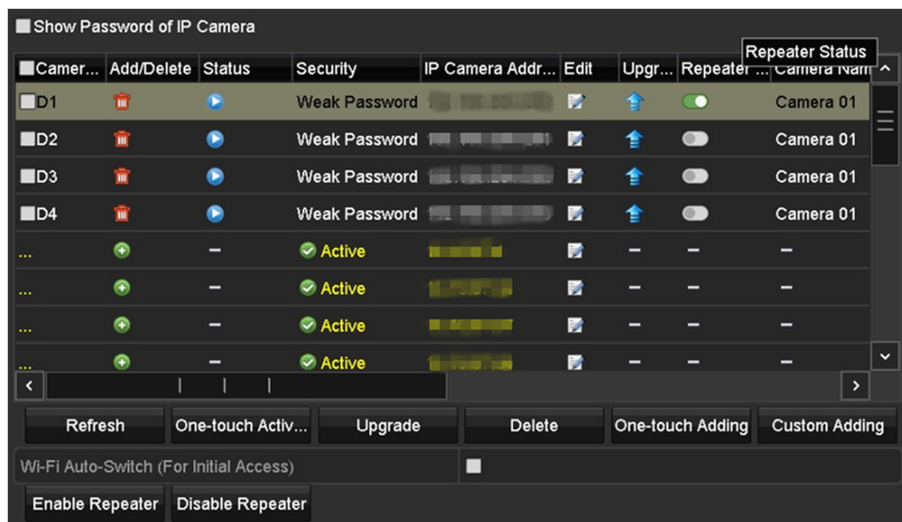 Show Password of IP Camera
Repeater Status
Camer... Add/Delete Status Security IP Camera Addr... Edit Upgr... Repeater ... Camera Nam
D1 Weak Password Camera 01
D2 Weak Password Camera 01
D3 Weak Password Camera 01
D4 Weak Password Camera 01
... – Active – – –
... – Active – – –
... – Active – – –
... – Active – – –
Refresh One-touch Activ... Upgrade Delete One-touch Adding Custom Adding
Wi-Fi Auto-Switch (For Initial Access)
Enable Repeater Disable Repeater